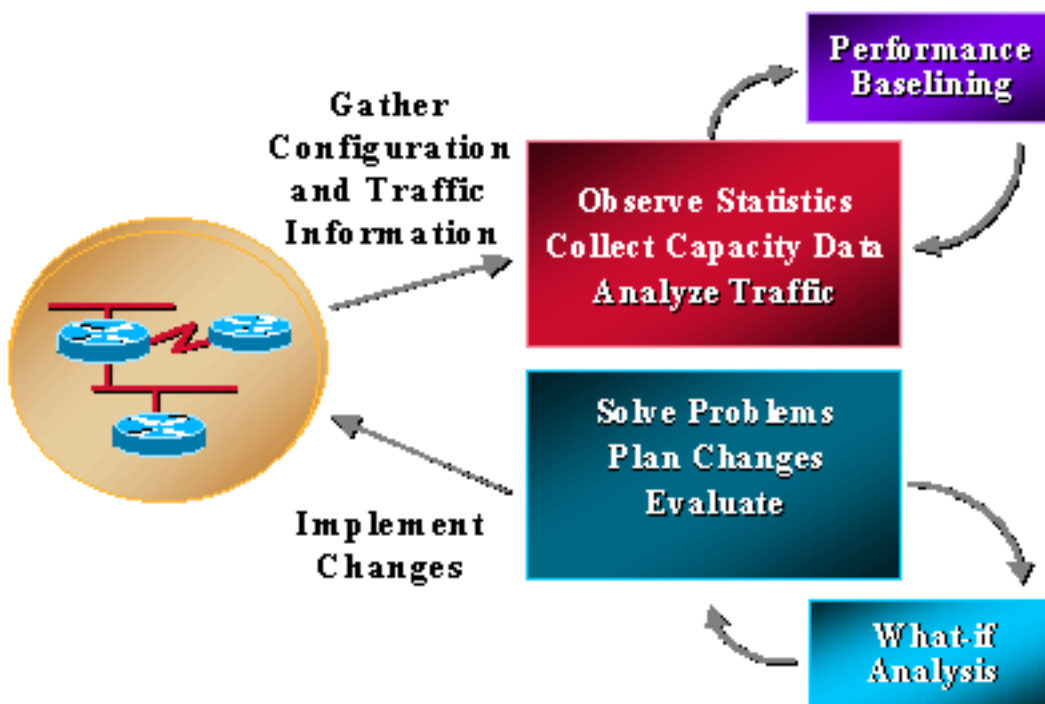 Gather
Configuration
and Traffic
Information
Performance
Baselining
Observe Statistics
Collect Capacity Data
Analyze Traffic
Solve Problems
Plan Changes
Evaluate
Implement
Changes
What-if
Analysis